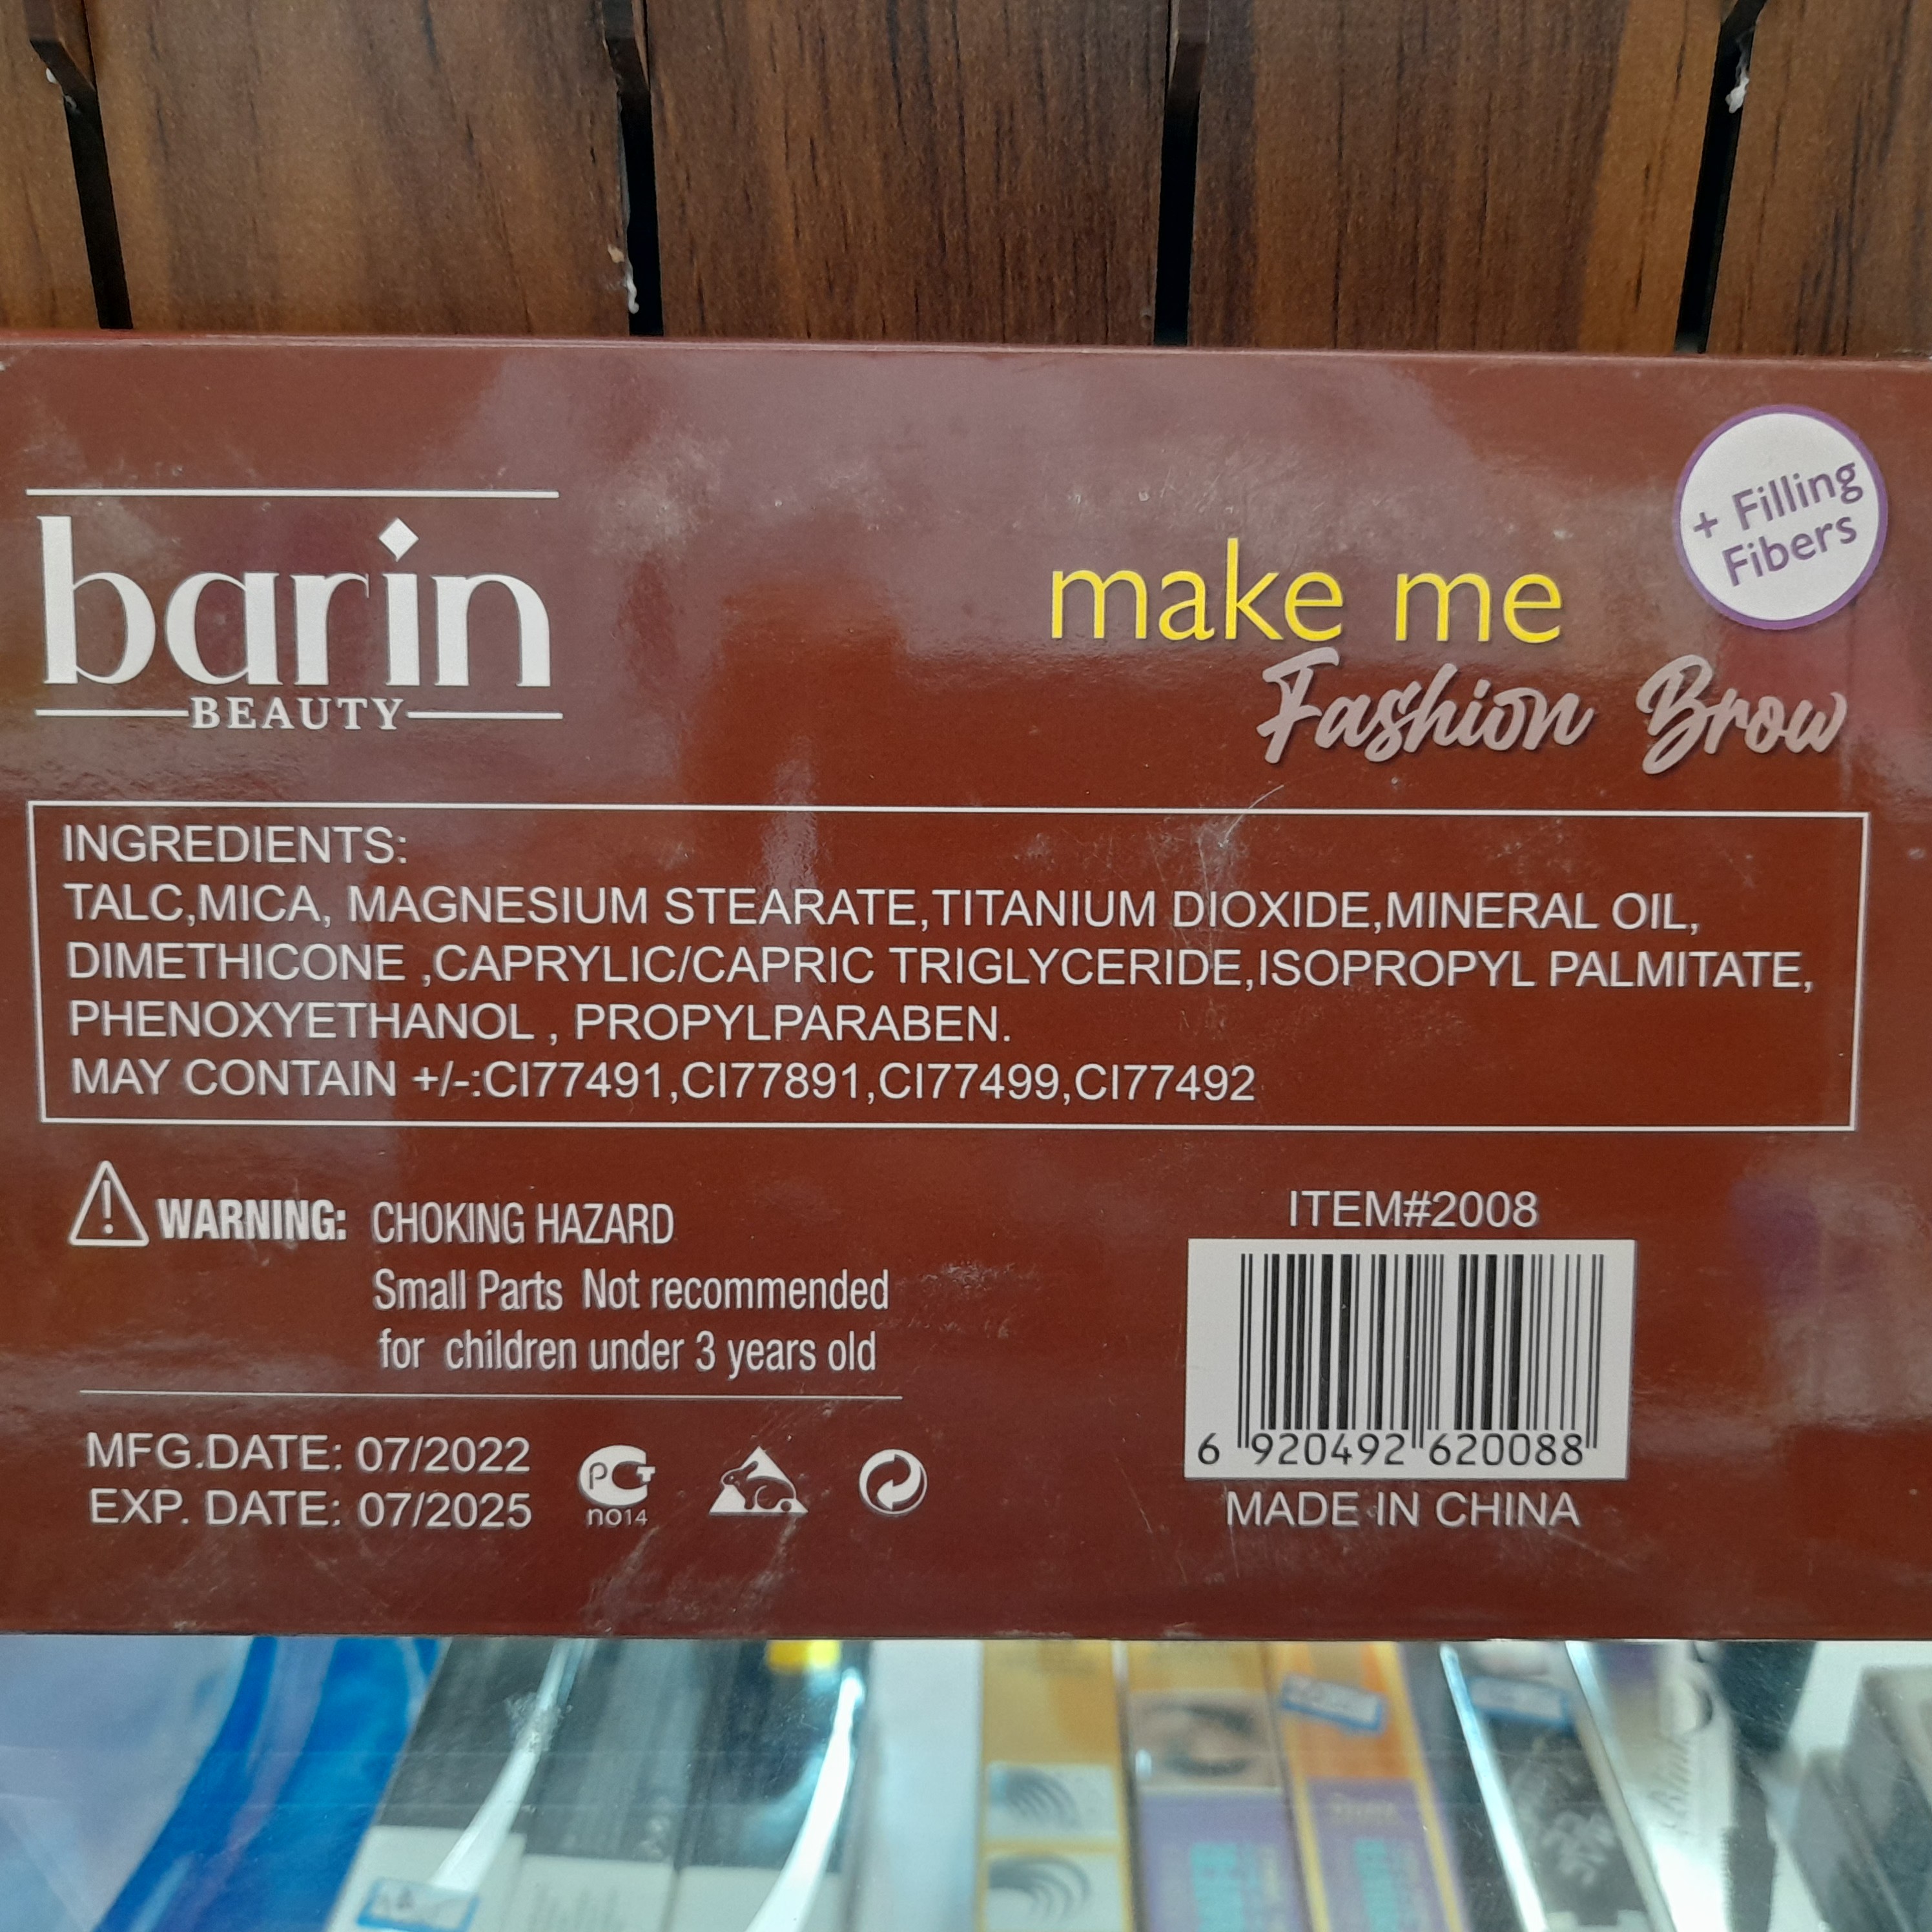 barin
BEAUTY
+ Filling
Fibers
make me
Fashion Brow
INGREDIENTS:
TALC,MICA, MAGNESIUM STEARATE,TITANIUM DIOXIDE,MINERAL OIL,
DIMETHICONE ,CAPRYLIC/CAPRIC TRIGLYCERIDE,ISOPROPYL PALMITATE,
PHENOXYETHANOL , PROPYLPARABEN.
MAY CONTAIN +/-:CI77491,CI77891,CI77499,CI77492
WARNING: CHOKING HAZARD
Small Parts Not recommended
for children under 3 years old
MFG.DATE: 07/2022
EXP. DATE: 07/2025
PCT
no14
ITEM#2008
6 920492 620088
MADE IN CHINA